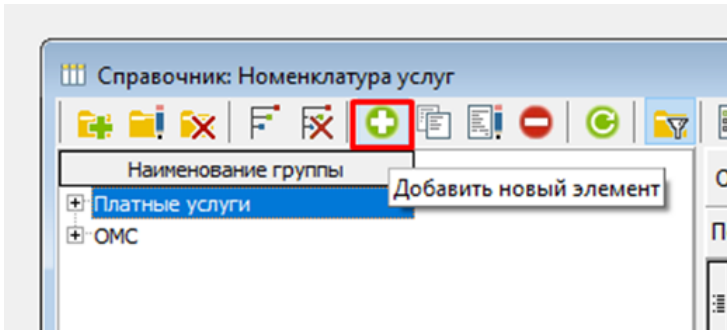 Справочник: Номенклатура услуг
Наименование группы
Добавить новый элемент
Платные услуги
ОМС